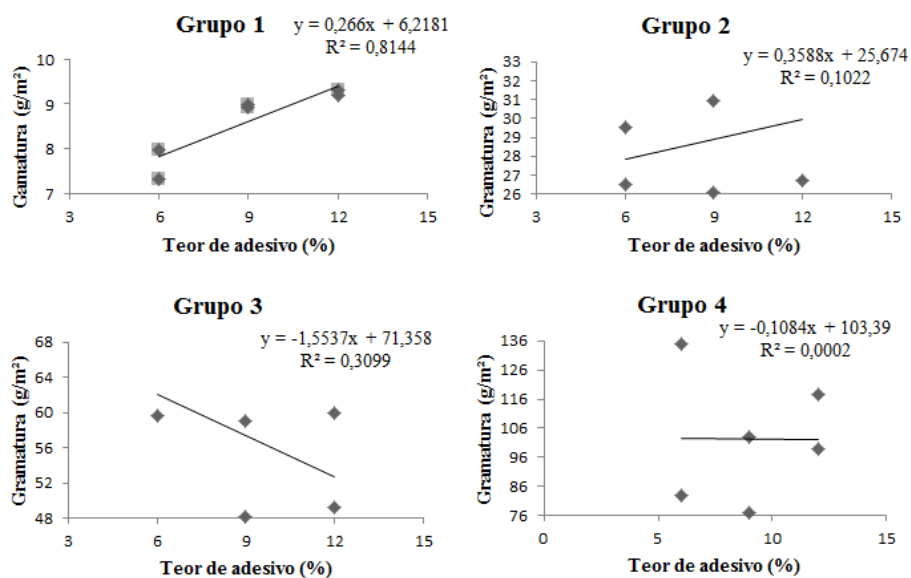 Grupo 1
y = 0,266x + 6,2181
R² = 0,8144
Gamatura (g/m²)
10
9
8
7
3 6 9 12 15
Teor de adesivo (%)
Grupo 2
y = 0,3588x + 25,674
R² = 0,1022
Gramatura (g/m²)
33
31
30
28
26
3 6 9 12 15
Teor de adesivo (%)
Grupo 3
y = -1,5537x + 71,358
R² = 0,3099
Gramatura (g/m²)
68
64
60
56
52
48
3 6 9 12 15
Teor de adesivo (%)
Grupo 4
y = -0,1084x + 103,39
R² = 0,0002
Gramatura (g/m²)
136
126
116
106
96
86
76
0 5 10 15
Teor de adesivo (%)